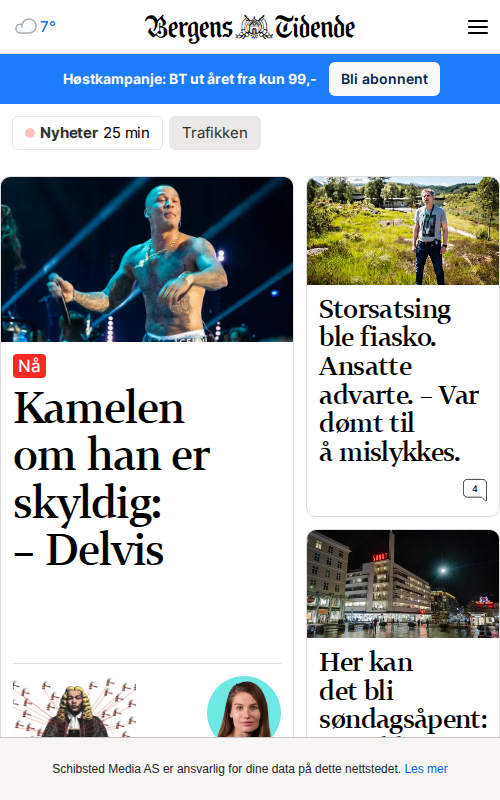 7°
Bergens Tidende
Høstkampanje: BT ut året fra kun 99,-
Bli abonnent
Nyheter 25 min
Trafikken
Nå
Kamelen
om han er
skyldig:
– Delvis
Storsatsing
ble fiasko.
Ansatte
advarte. – Var
dømt til
å mislykkes.
4
SUNDT
Her kan
det bli
søndagsåpent:
Schibsted Media AS er ansvarlig for dine data på dette nettstedet. Les mer